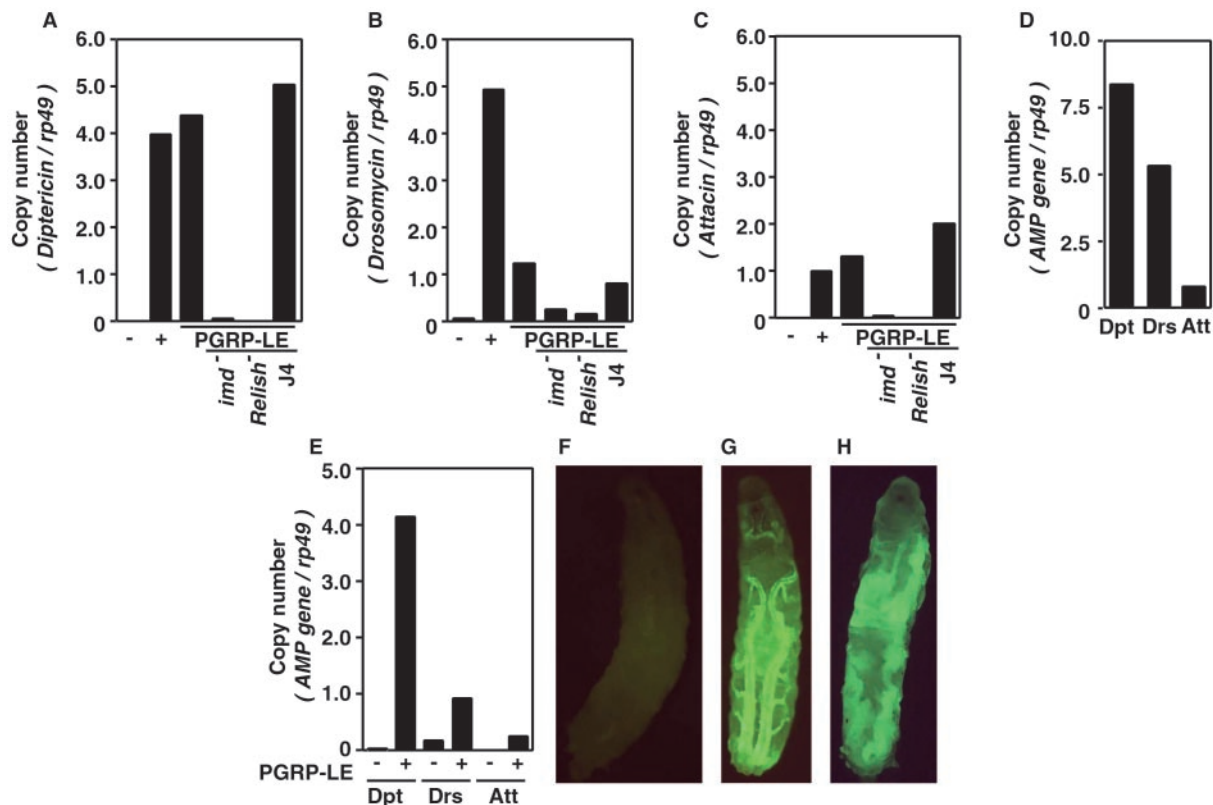 A
Copy number
( Diptericin / rp49 )
6.0
5.0
4.0
3.0
2.0
1.0
0
- + PGRP-LE
imd-
Relish-
J4
B
Copy number
( Drosomycin / rp49 )
6.0
5.0
4.0
3.0
2.0
1.0
0
- + PGRP-LE
imd-
Relish-
J4
C
Copy number
( Attacin / rp49 )
6.0
5.0
4.0
3.0
2.0
1.0
0
- + PGRP-LE
imd-
Relish-
J4
D
Copy number
( AMP gene / rp49 )
10.0
7.5
5.0
2.5
0
Dpt Drs Att
E
Copy number
( AMP gene / rp49 )
5.0
4.0
3.0
2.0
1.0
0
PGRP-LE - + - + - +
Dpt Drs Att
F
G
H